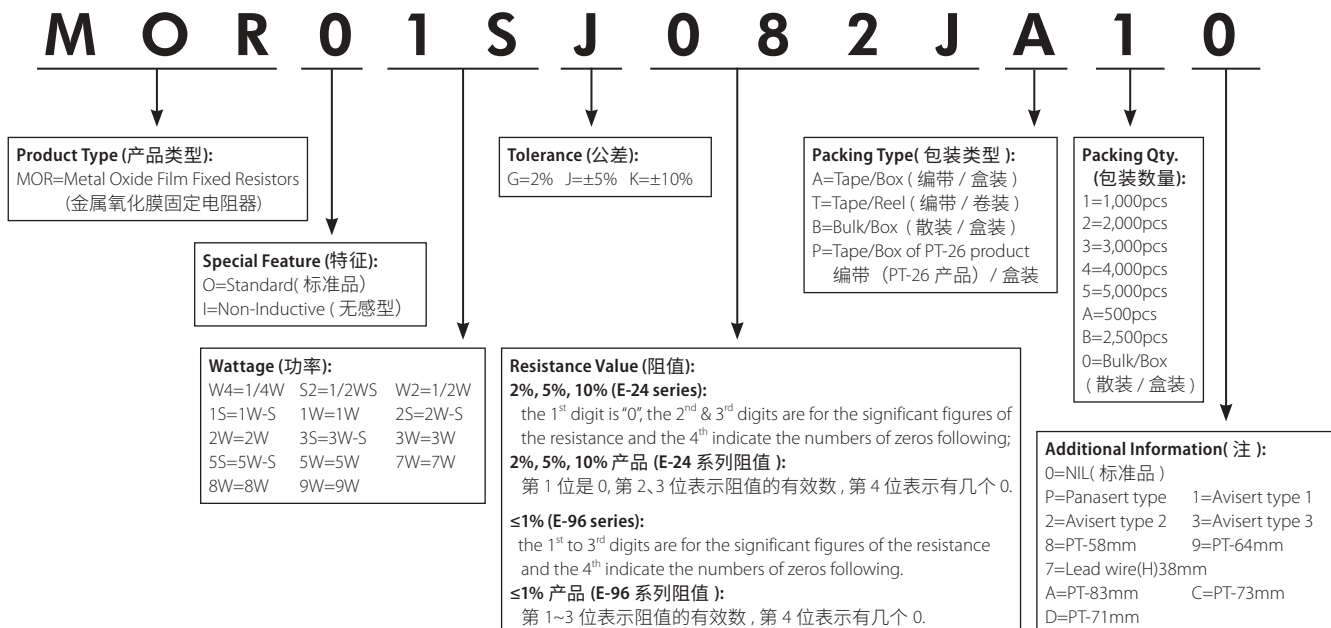 M O R 0 1 S J 0 8 2 J A 1 0
Product Type (产品类型):
MOR=Metal Oxide Film Fixed Resistors
(金属氧化膜固定电阻器)
Special Feature (特征):
O=Standard( 标准品）
I=Non-Inductive ( 无感型）
Wattage (功率):
W4=1/4W S2=1/2WS W2=1/2W
1S=1W-S 1W=1W 2S=2W-S
2W=2W 3S=3W-S 3W=3W
5S=5W-S 5W=5W 7W=7W
8W=8W 9W=9W
Tolerance (公差):
G=2% J=±5% K=±10%
Resistance Value (阻值):
2%, 5%, 10% (E-24 series):
the 1st digit is "0", the 2nd & 3rd digits are for the significant figures of
the resistance and the 4th indicate the numbers of zeros following;
2%, 5%, 10% 产品 (E-24 系列阻值 ):
第 1 位是 0, 第 2、3 位表示阻值的有效数 , 第 4 位表示有几个 0.
≤1% (E-96 series):
the 1st to 3rd digits are for the significant figures of the resistance
and the 4th indicate the numbers of zeros following.
≤1% 产品 (E-96 系列阻值 ):
第 1~3 位表示阻值的有效数 , 第 4 位表示有几个 0.
Packing Type( 包装类型 ):
A=Tape/Box ( 编带 / 盒装 )
T=Tape/Reel ( 编带 / 卷装 )
B=Bulk/Box ( 散装 / 盒装 )
P=Tape/Box of PT-26 product
编带（PT-26 产品）/ 盒装
Packing Qty.
(包装数量):
1=1,000pcs
2=2,000pcs
3=3,000pcs
4=4,000pcs
5=5,000pcs
A=500pcs
B=2,500pcs
0=Bulk/Box
( 散装 / 盒装 )
Additional Information( 注 ):
0=NIL( 标准品 )
P=Panasert type 1=Avisert type 1
2=Avisert type 2 3=Avisert type 3
8=PT-58mm 9=PT-64mm
7=Lead wire(H)38mm
A=PT-83mm C=PT-73mm
D=PT-71mm